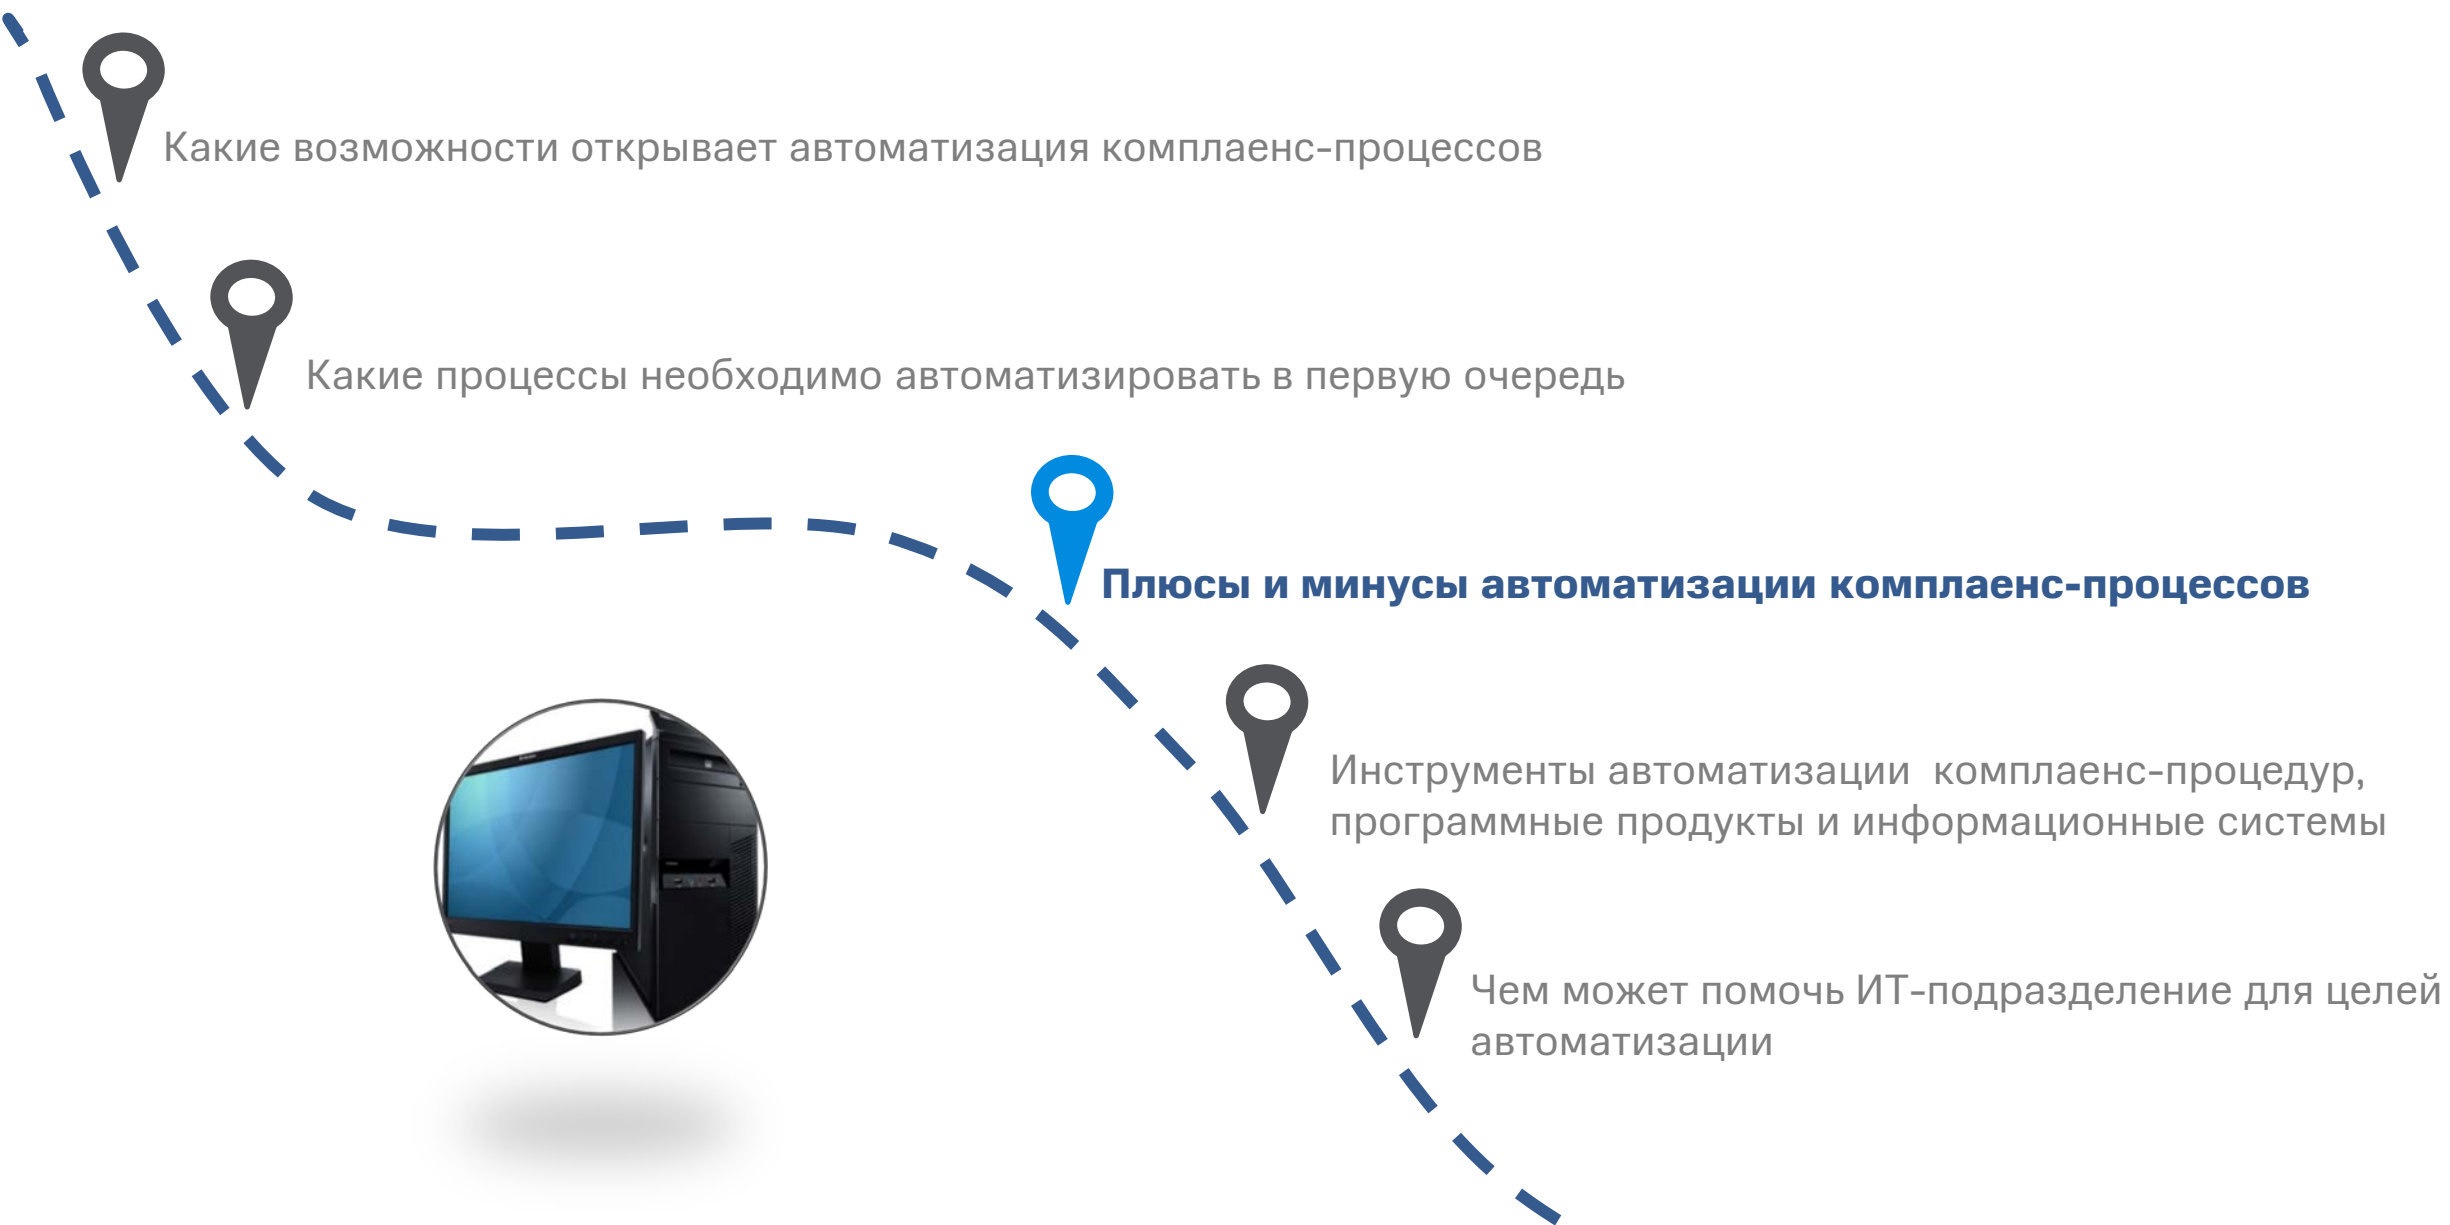 Какие возможности открывает автоматизация комплаенс-процессов
Какие процессы необходимо автоматизировать в первую очередь
Плюсы и минусы автоматизации комплаенс-процессов
Инструменты автоматизации  комплаенс-процедур,
программные продукты и информационные системы
Чем может помочь ИТ-подразделение для целей
автоматизации